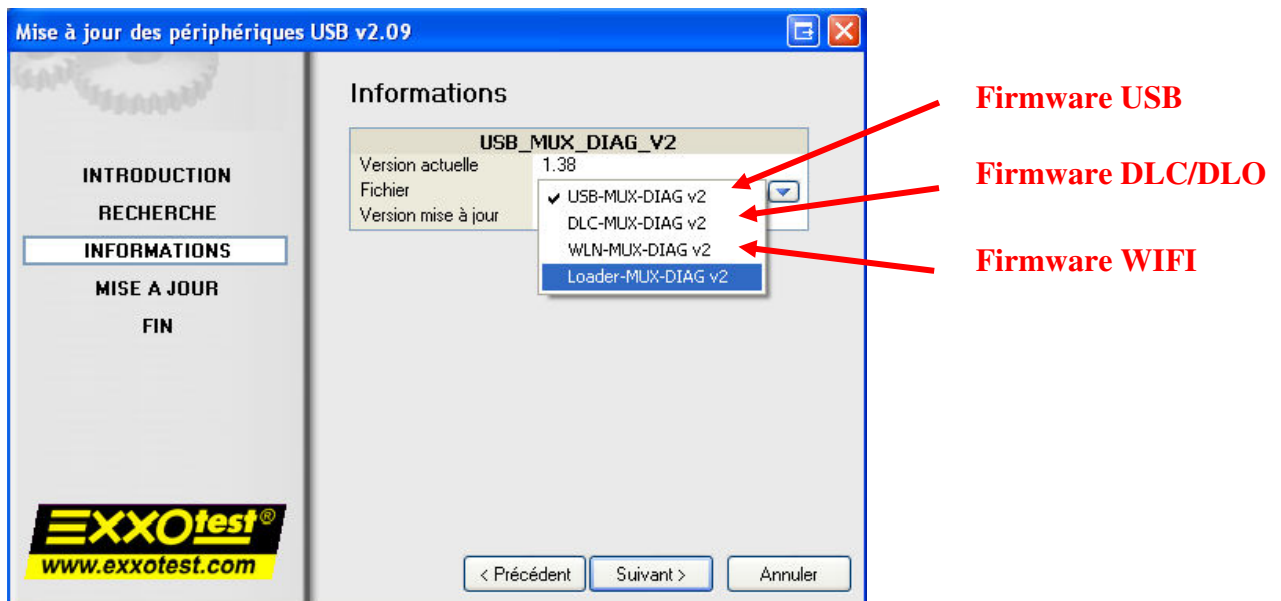 Mise à jour des périphériques USB v2.09
INTRODUCTION
RECHERCHE
INFORMATIONS
MISE A JOUR
FIN
EXXOtest®
www.exxotest.com
Informations
USB_MUX_DIAG_V2
Version actuelle 1.38
Fichier
Version mise à jour
✔ USB-MUX-DIAG v2
DLC-MUX-DIAG v2
WLN-MUX-DIAG v2
Loader-MUX-DIAG v2
< Précédent Suivant > Annuler
Firmware USB
Firmware DLC/DLO
Firmware WIFI